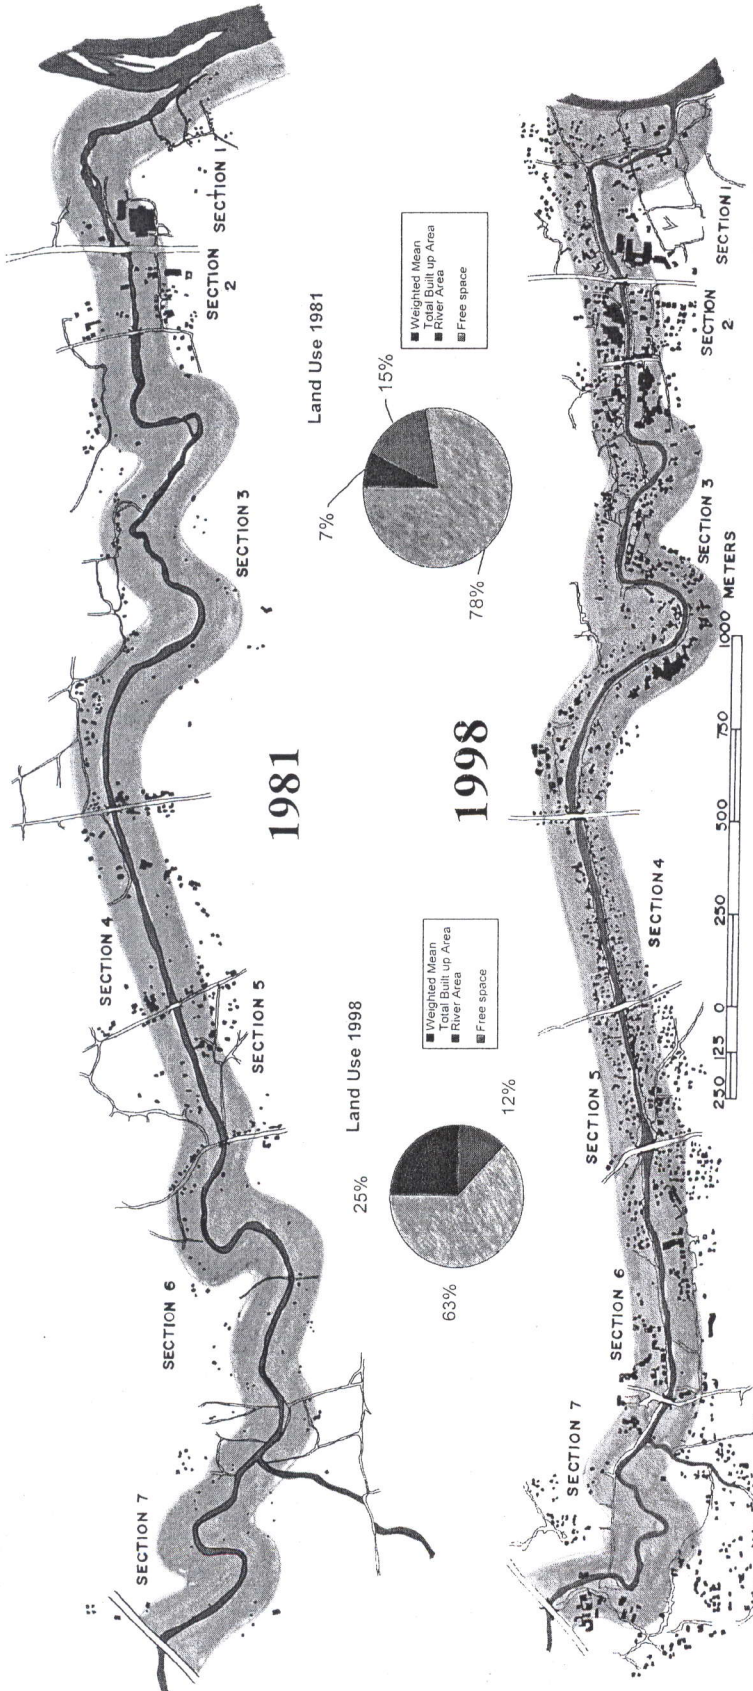 SECTION 7
SECTION 6
SECTION 5
SECTION 4
SECTION 3
SECTION 2
SECTION 1
1981
Land Use 1981
7%
15%
78%
Weighted Mean
Total Built up Area
River Area
Free space
Land Use 1998
25%
12%
63%
Weighted Mean
Total Built up Area
River Area
Free space
1998
SECTION 7
SECTION 6
SECTION 5
SECTION 4
SECTION 3
SECTION 2
SECTION 1
250 125 0 250 500 750 1000 METERS